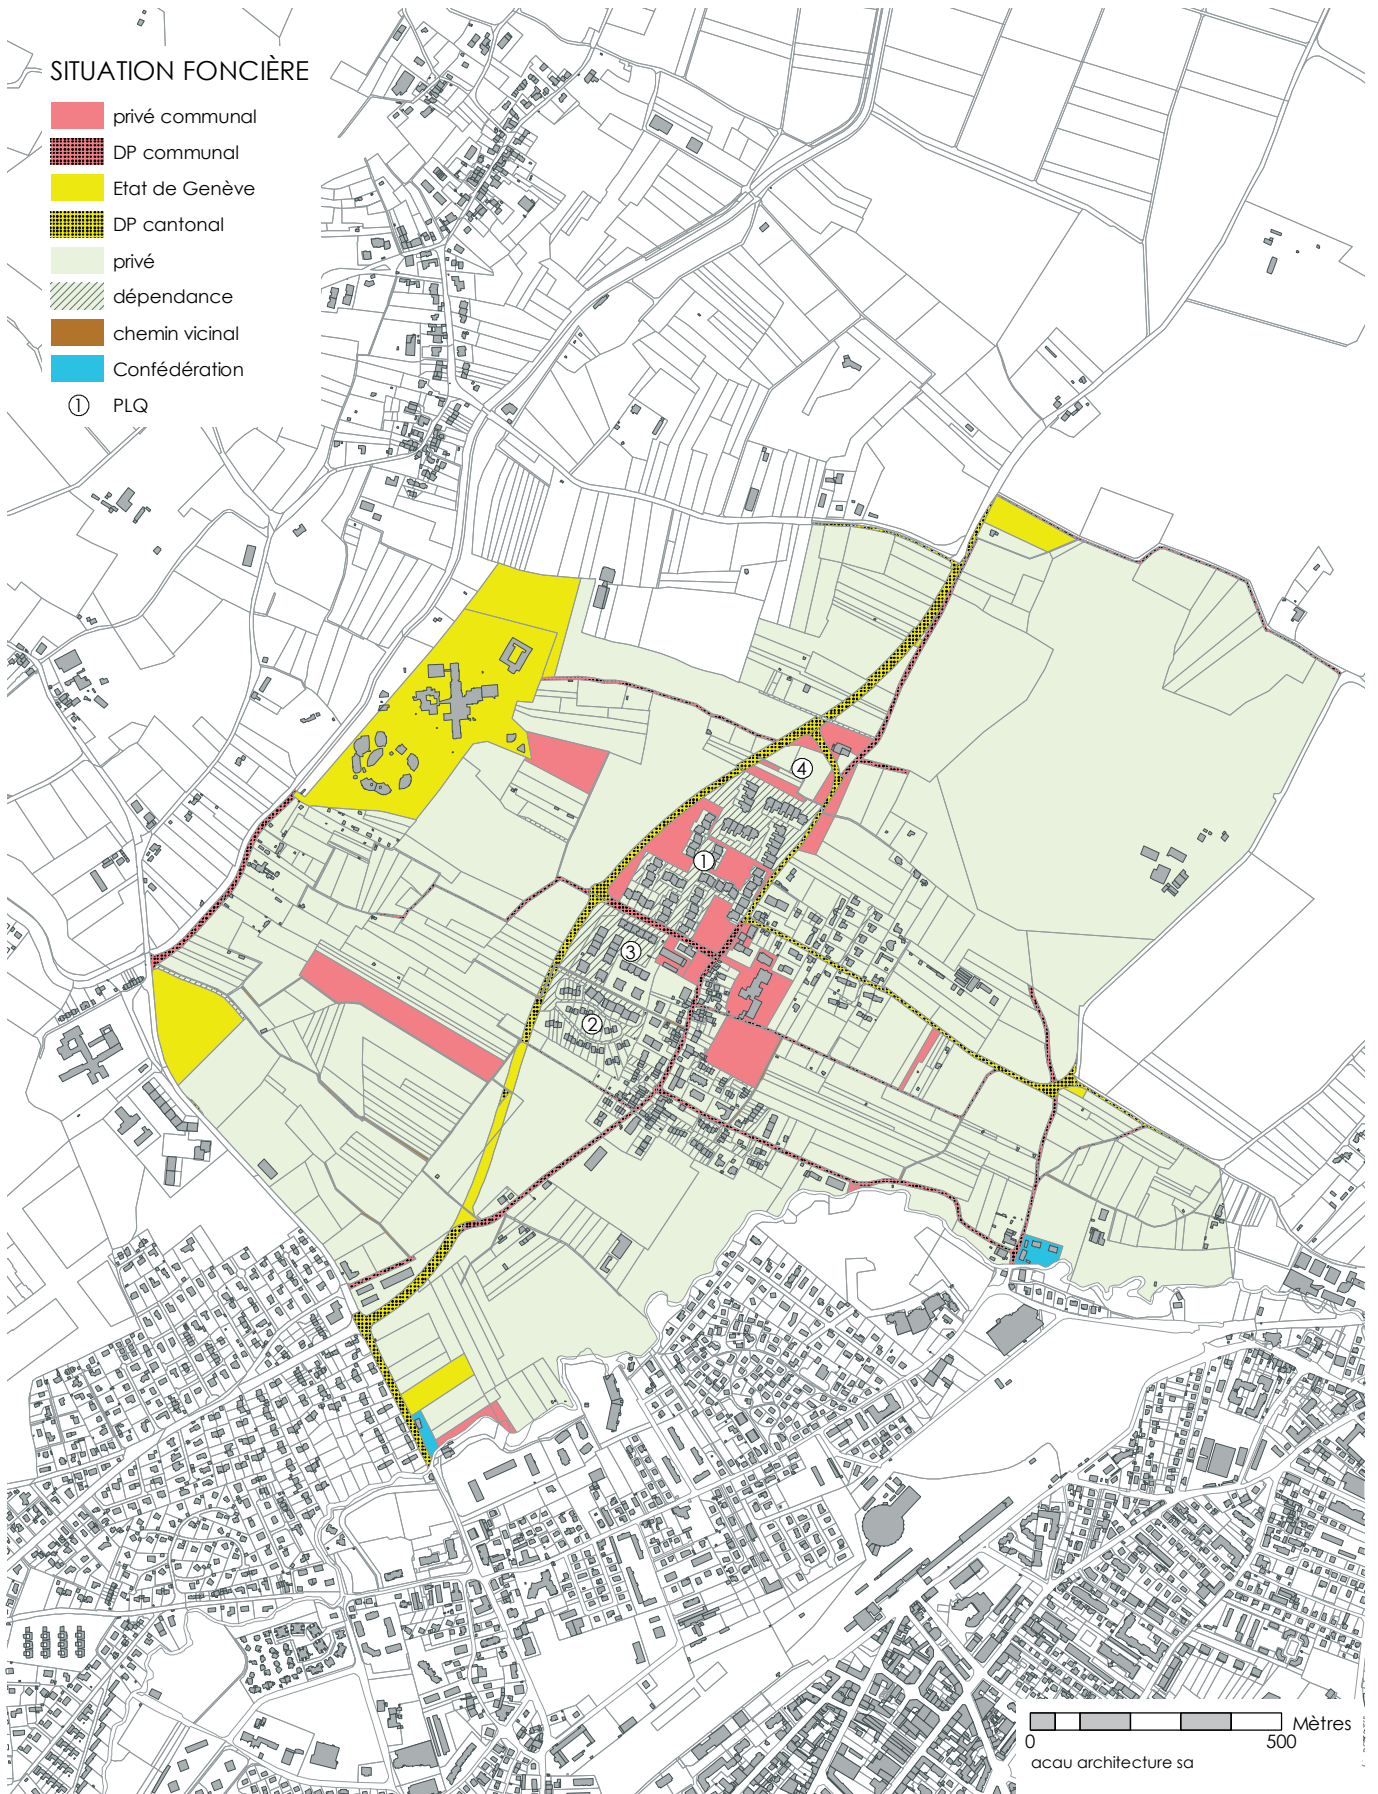 SITUATION FONCIÈRE
privé communal
DP communal
Etat de Genève
DP cantonal
privé
dépendance
chemin vicinal
Confédération
1 PLQ
4
1
3
2
Mètres
0 500
acau architecture sa